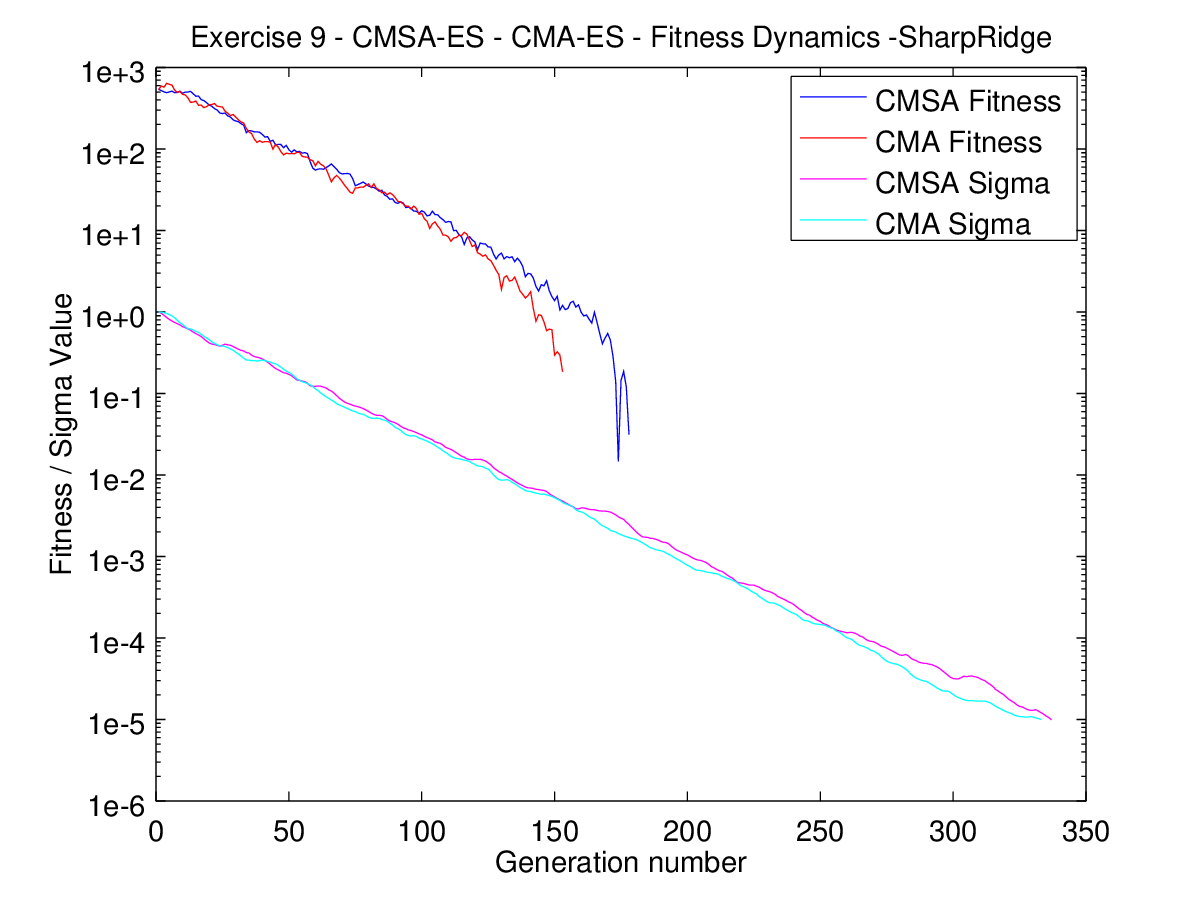 Exercise 9 - CMSA-ES - CMA-ES - Fitness Dynamics -SharpRidge
1e+3
1e+2
1e+1
1e+0
1e-1
1e-2
1e-3
1e-4
1e-5
1e-6
Fitness / Sigma Value
CMSA Fitness
CMA Fitness
CMSA Sigma
CMA Sigma
0 50 100 150 200 250 300 350
Generation number